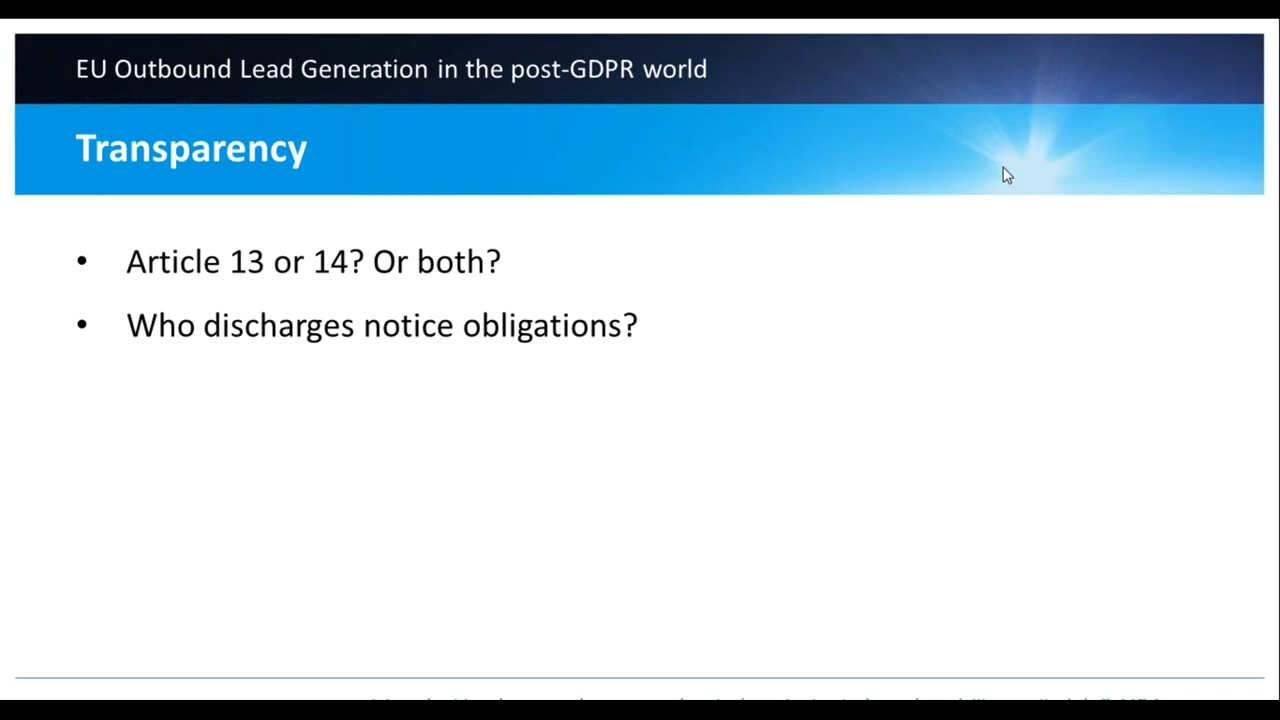 EU Outbound Lead Generation in the post-GDPR world
Transparency
• Article 13 or 14? Or both?
• Who discharges notice obligations?